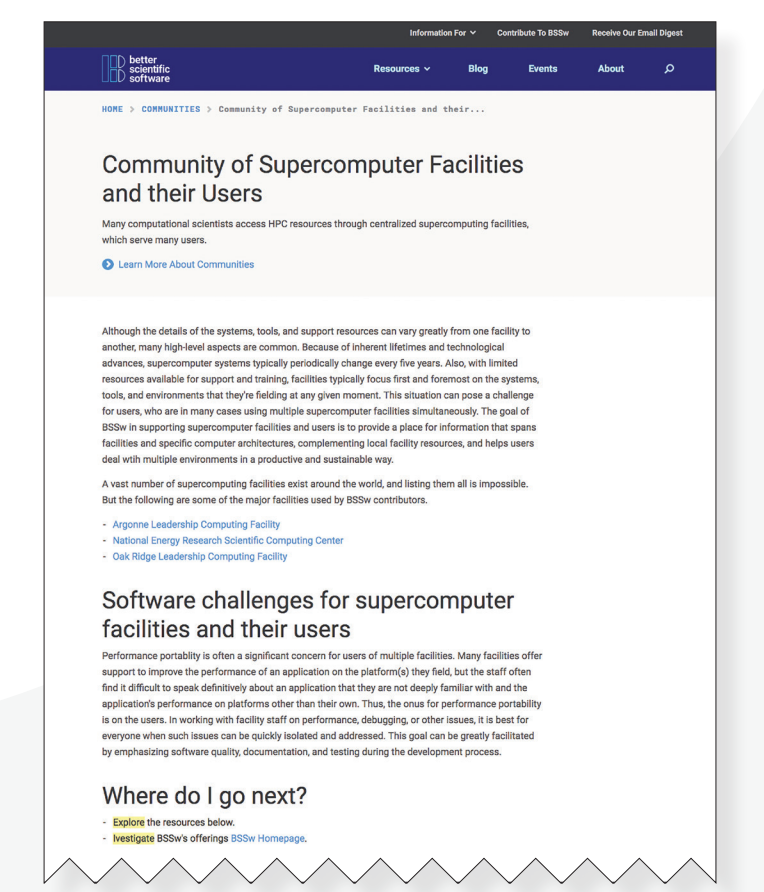 Information For
Contribute To BSSw
Receive Our Email Digest
better
scientific
software
Resources
Blog
Events
About
HOME > COMMUNITIES > Community of Supercomputer Facilities and their...
Community of Supercomputer Facilities
and their Users
Many computational scientists access HPC resources through centralized supercomputing facilities,
which serve many users.
Learn More About Communities
Although the details of the systems, tools, and support resources can vary greatly from one facility to
another, many high-level aspects are common. Because of inherent lifetimes and technological
advances, supercomputer systems typically periodically change every five years. Also, with limited
resources available for support and training, facilities typically focus first and foremost on the systems,
tools, and environments that they're fielding at any given moment. This situation can pose a challenge
for users, who are in many cases using multiple supercomputer facilities simultaneously. The goal of
BSSw in supporting supercomputer facilities and users is to provide a place for information that spans
facilities and specific computer architectures, complementing local facility resources, and helps users
deal wtih multiple environments in a productive and sustainable way.
A vast number of supercomputing facilities exist around the world, and listing them all is impossible.
But the following are some of the major facilities used by BSSw contributors.
- Argonne Leadership Computing Facility
- National Energy Research Scientific Computing Center
- Oak Ridge Leadership Computing Facility
Software challenges for supercomputer
facilities and their users
Performance portablity is often a significant concern for users of multiple facilities. Many facilities offer
support to improve the performance of an application on the platform(s) they field, but the staff often
find it difficult to speak definitively about an application that they are not deeply familiar with and the
application's performance on platforms other than their own. Thus, the onus for performance portability
is on the users. In working with facility staff on performance, debugging, or other issues, it is best for
everyone when such issues can be quickly isolated and addressed. This goal can be greatly facilitated
by emphasizing software quality, documentation, and testing during the development process.
Where do I go next?
- Explore the resources below.
- Ivestigate BSSw's offerings BSSw Homepage.